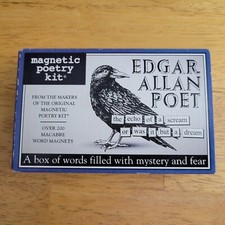 magnetic
poetry
kit®
FROM THE MAKERS
OF THE ORIGINAL
MAGNETIC
POETRY KIT®
OVER 200
MACABRE
WORD MAGNETS
EDGAR
ALLAN
POET
the echo of a scream
or was it but a dream
A box of words filled with mystery and fear